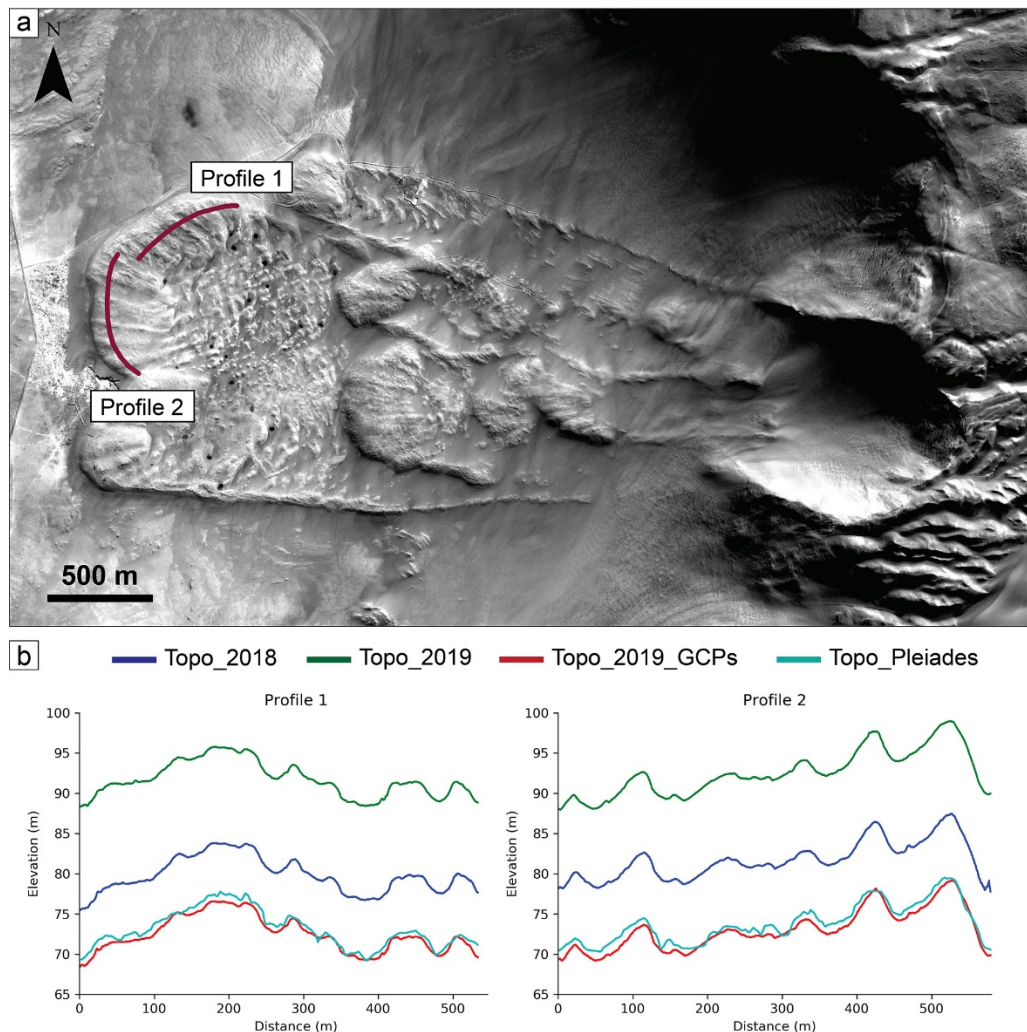 a
N
Profile 1
Profile 2
500 m
b
Topo_2018 Topo_2019 Topo_2019_GCPs Topo_Pleiades
Profile 1 Profile 2
100 100
95 95
90 90
85 85
80 80
75 75
70 70
65 65
Elevation (m) Elevation (m)
0 100 200 300 400 500 0 100 200 300 400 500
Distance (m) Distance (m)